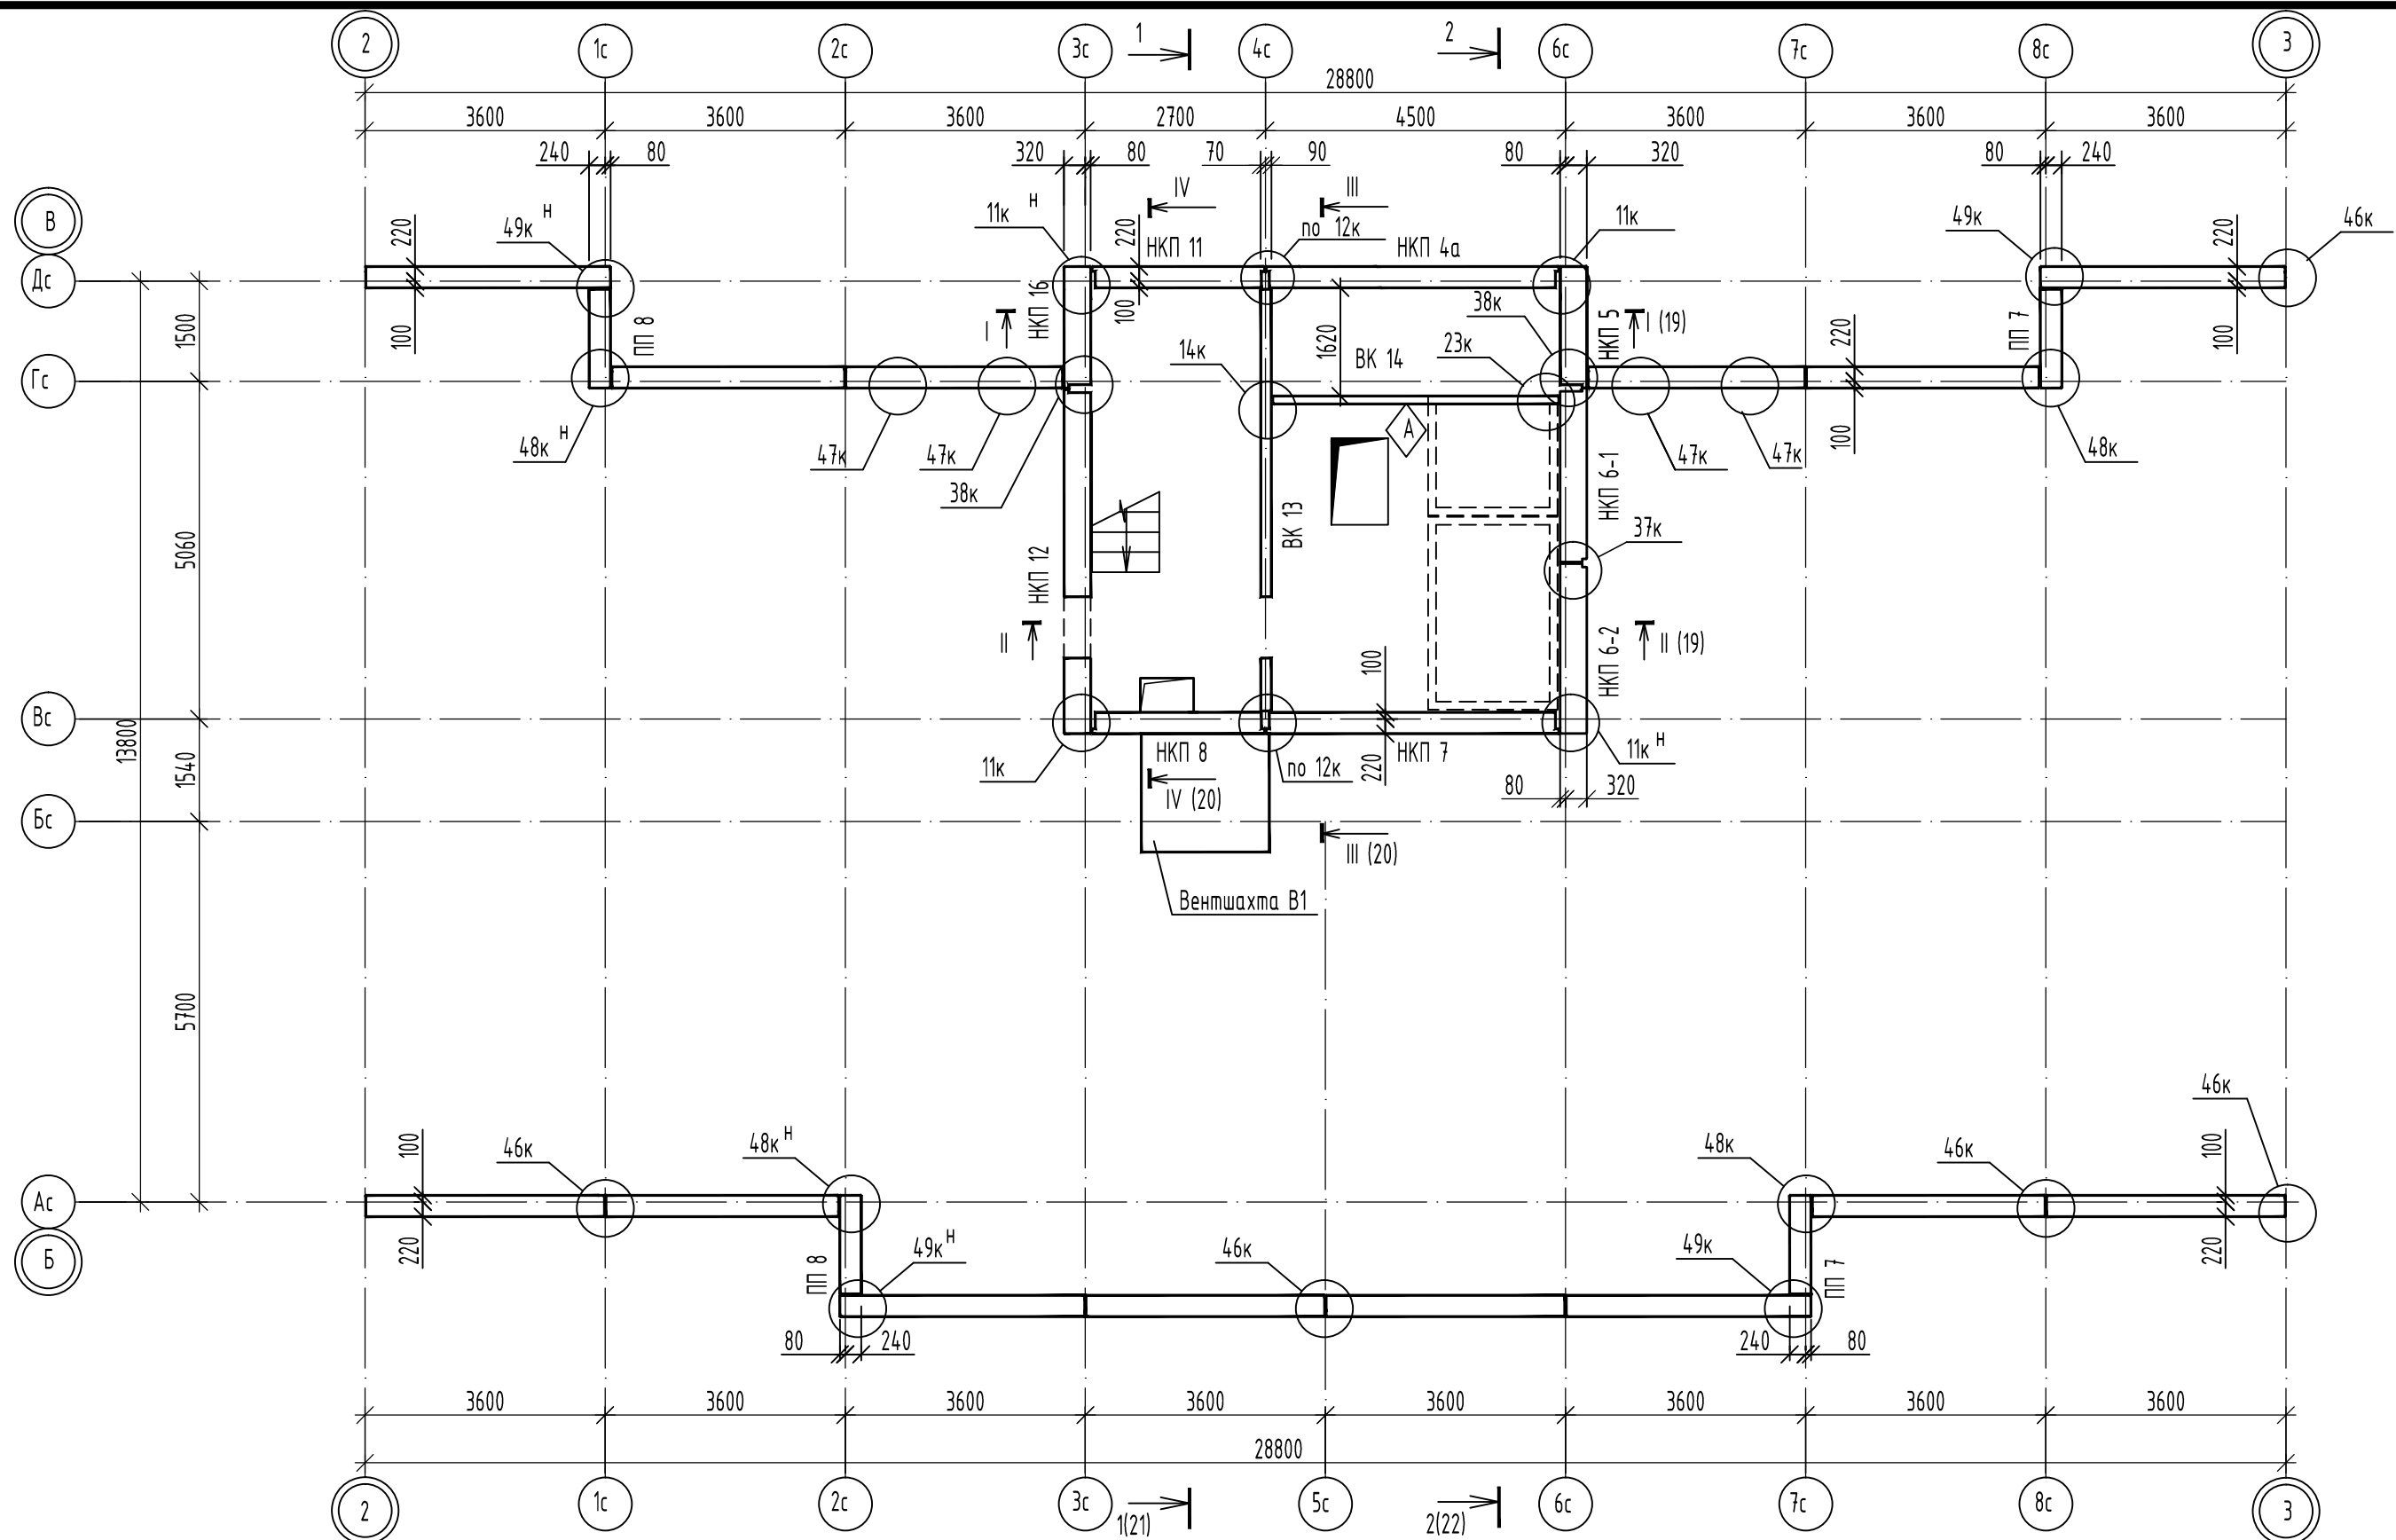 2 1с 2с 3с 1 4с 2 6с 7с 8с 3
28800
3600 3600 3600 2700 4500 3600 3600 3600
240 80 320 80 70 90 80 320 80 240
В
Дс
Гс
Вс
Бс
Ас
Б
13800
1500
5060
1540
5700
220
100
49к н
11к н
IV
III
220
100
НКП 11
по 12к
НКП 4а
11к
49к
220
100
46к
ПП 8
I
НКП 16
14к
1620
ВК 14
38к
23к
НКП 5
I (19)
220
100
ПП 7
48к н
47к
47к
38к
А
47к
47к
48к
НКП 6-1
37к
НКП 12
ВК 13
II
НКП 6-2
II (19)
100
220
11к
НКП 8
по 12к
НКП 7
11к н
IV (20)
80 320
III (20)
Вентшахта В1
100
220
46к
48к н
48к
46к
46к
100
220
ПП 8
49к н
46к
49к
ПП 7
80 240
240 80
3600 3600 3600 3600 3600 3600 3600 3600
28800
2 1с 2с 3с 1(21) 5с 2(22) 6с 7с 8с 3